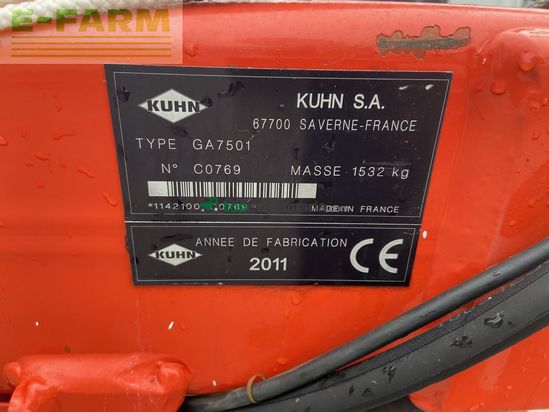 E-FARM
KUHN
KUHN S.A.
67700 SAVERNE-FRANCE
TYPE GA7501
N° C0769 MASSE 1532 kg
MADE IN FRANCE
KUHN
ANNEE DE FABRICATION
2011
CE